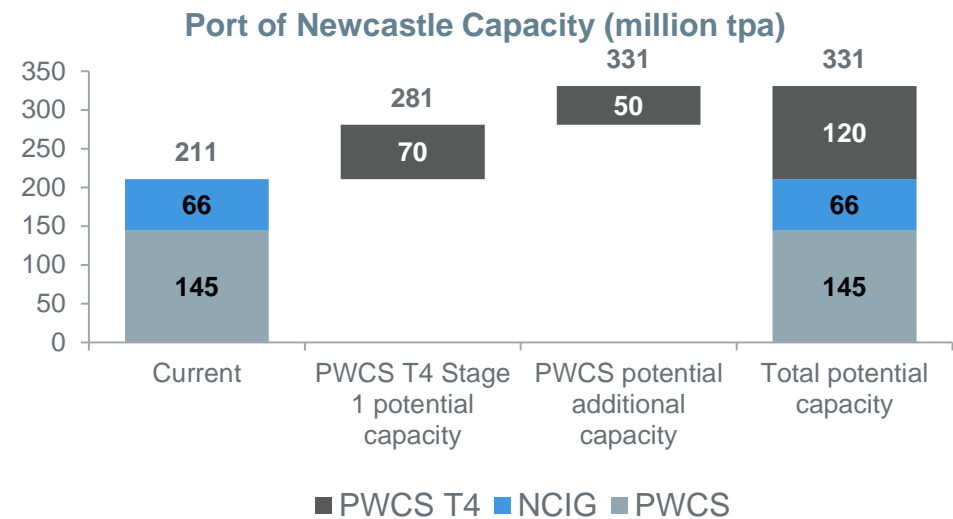 Port of Newcastle Capacity (million tpa)
350
300
250
200
150
100
50
0
211
66
145
281
70
331
50
331
120
66
145
Current
PWCS T4 Stage
1 potential
capacity
PWCS potential
additional
capacity
Total potential
capacity
PWCS T4 NCIG PWCS